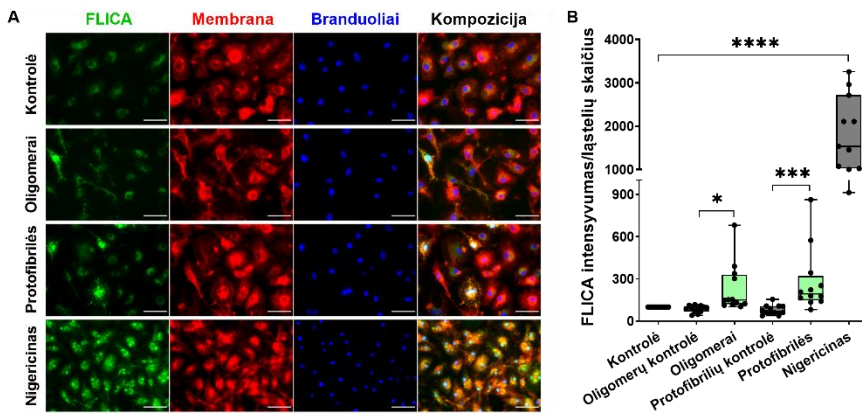 A
FLICA Membrana Branduoliai Kompozicija
Kontrolė
Oligomerai
Protofibrilės
Nigericinas
B
FLICA intensyvumas/ląstelių skaičius
4000
3000
2000
1000
900
600
300
0
****
*
***
Kontrolė
Oligomerų kontrolė
Oligomerai
Protofibrilių kontrolė
Protofibrilės
Nigericinas